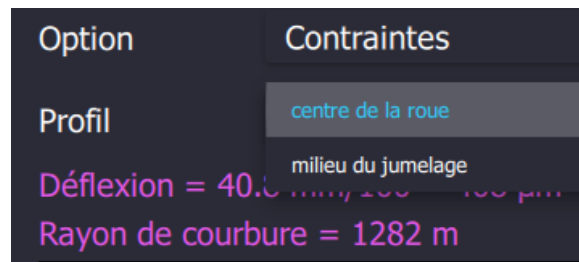 Option Contraintes
Profil centre de la roue
milieu du jumelage
Déflexion = 40.
Rayon de courbure = 1282 m